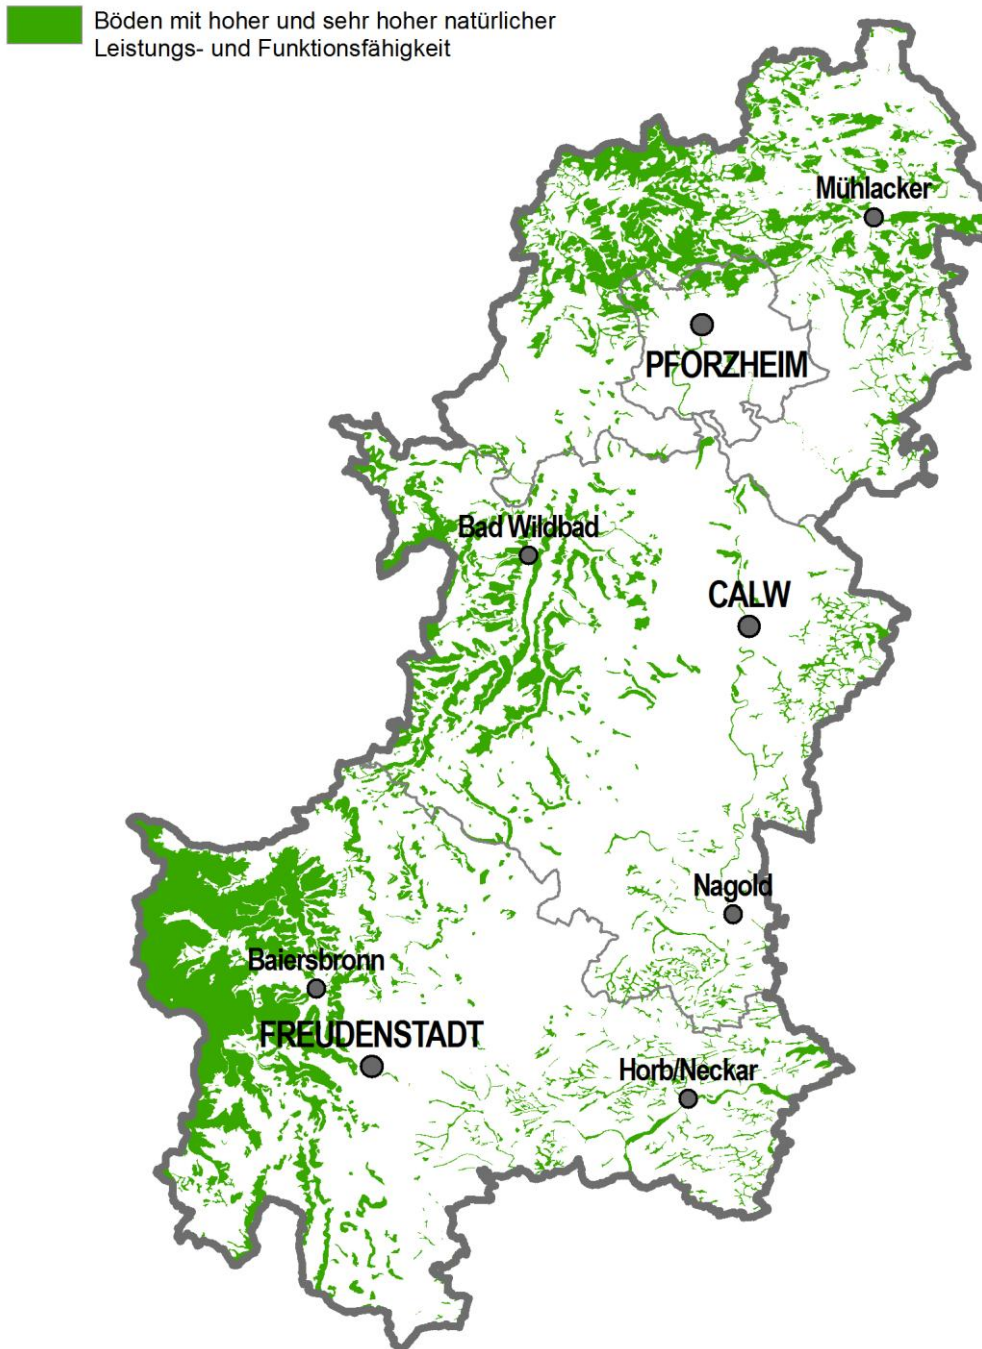 Böden mit hoher und sehr hoher natürlicher
Leistungs- und Funktionsfähigkeit
Mühlacker
PFORZHEIM
Bad Wildbad
CALW
Nagold
Baiersbronn
FREUDENSTADT
Horb/Neckar